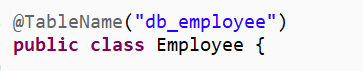 @TableName("db_employee")
public class Employee {